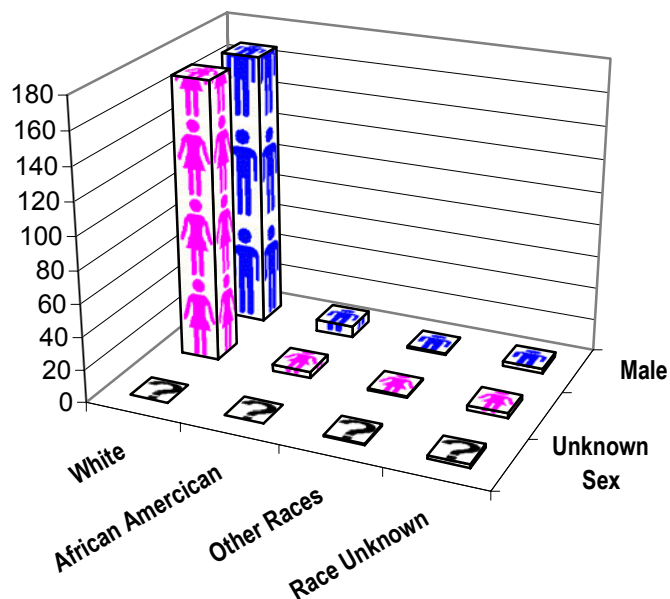 180
160
140
120
100
80
60
40
20
0
White
African Amercican
Other Races
Race Unknown
Male
Unknown
Sex
?
?
?
?